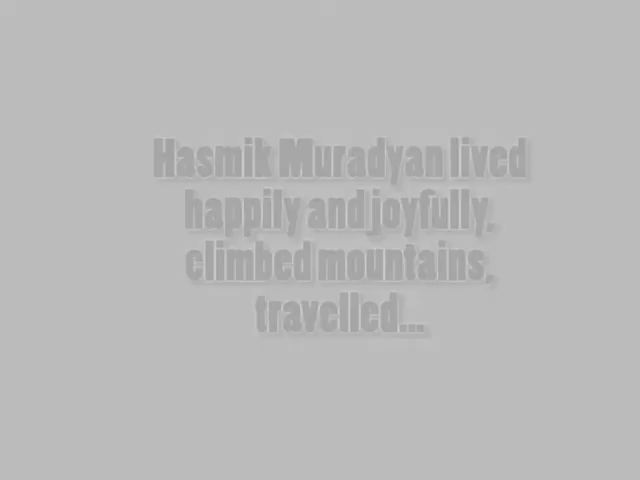 Hasmik Muradyan lived
happily and joyfully,
climbed mountains,
travelled...